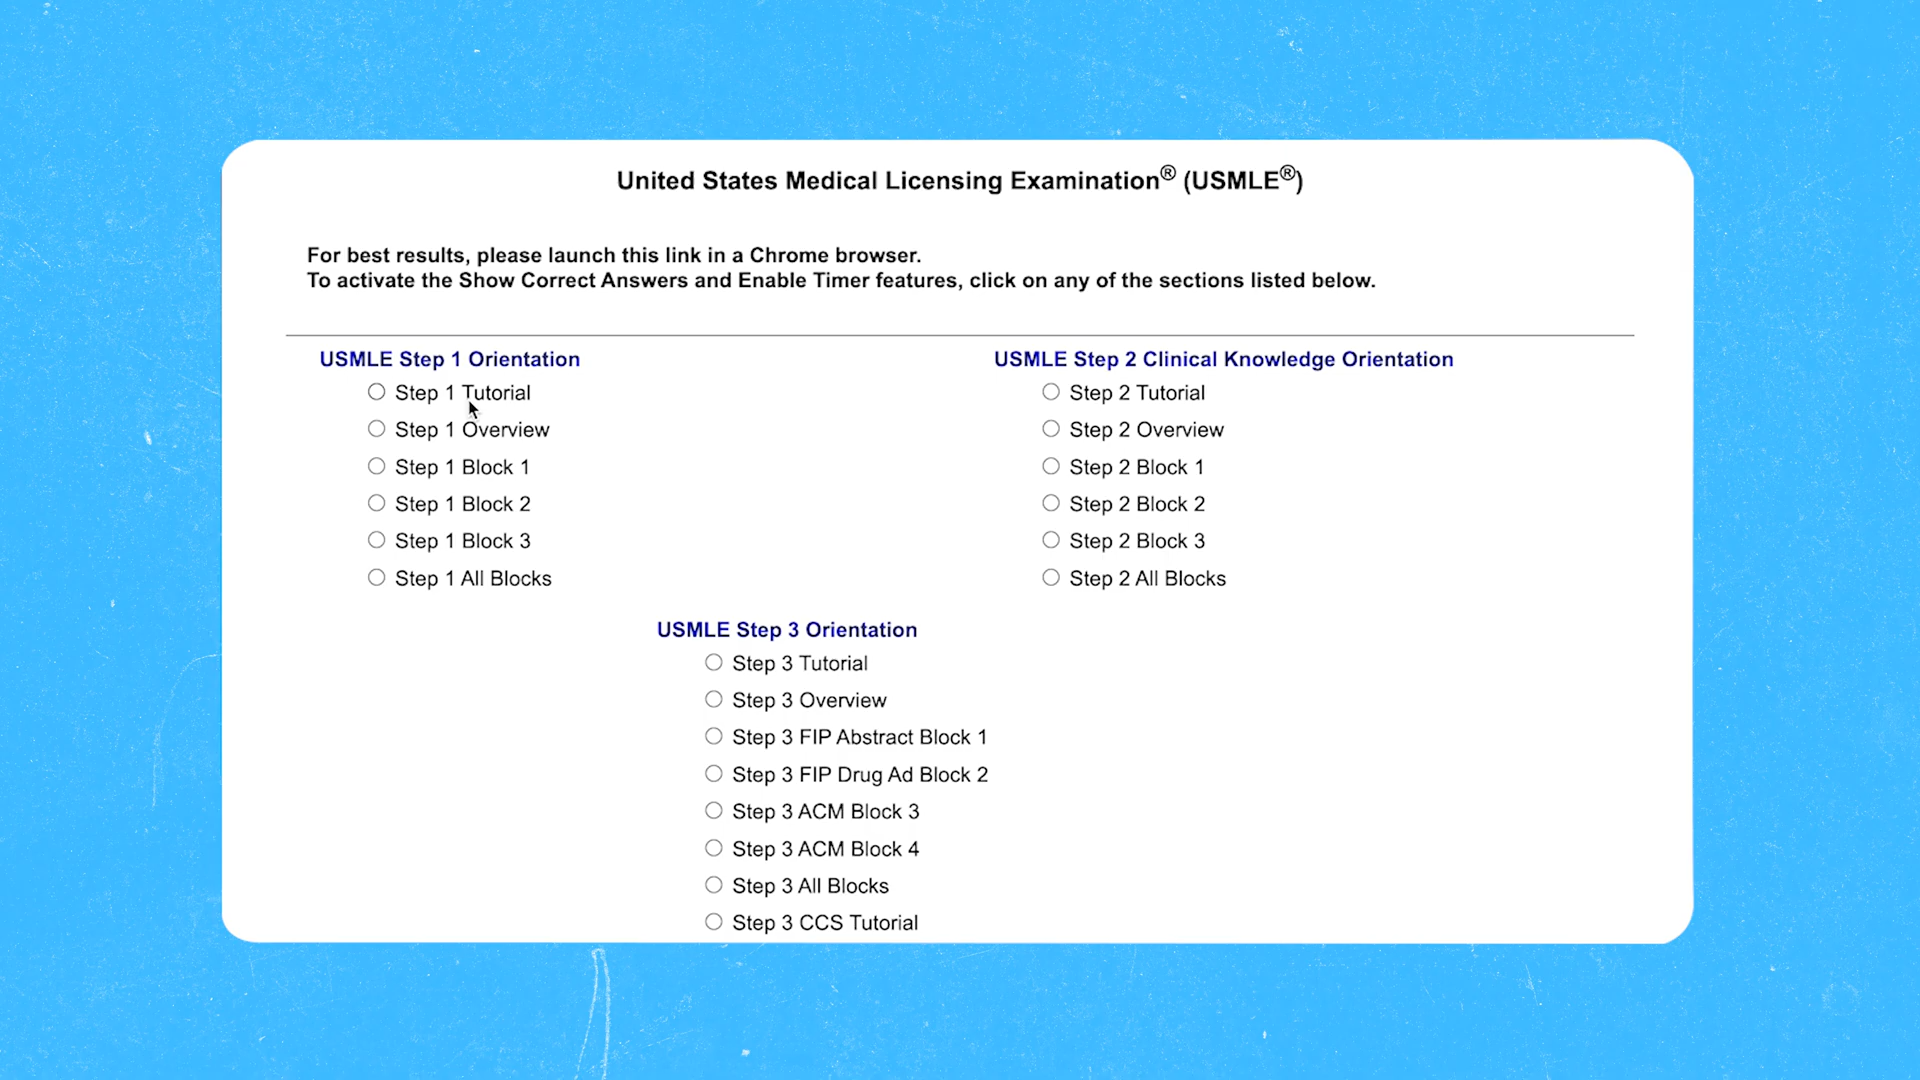 United States Medical Licensing Examination® (USMLE®)
For best results, please launch this link in a Chrome browser.
To activate the Show Correct Answers and Enable Timer features, click on any of the sections listed below.
USMLE Step 1 Orientation
Step 1 Tutorial
Step 1 Overview
Step 1 Block 1
Step 1 Block 2
Step 1 Block 3
Step 1 All Blocks
USMLE Step 2 Clinical Knowledge Orientation
Step 2 Tutorial
Step 2 Overview
Step 2 Block 1
Step 2 Block 2
Step 2 Block 3
Step 2 All Blocks
USMLE Step 3 Orientation
Step 3 Tutorial
Step 3 Overview
Step 3 FIP Abstract Block 1
Step 3 FIP Drug Ad Block 2
Step 3 ACM Block 3
Step 3 ACM Block 4
Step 3 All Blocks
Step 3 CCS Tutorial